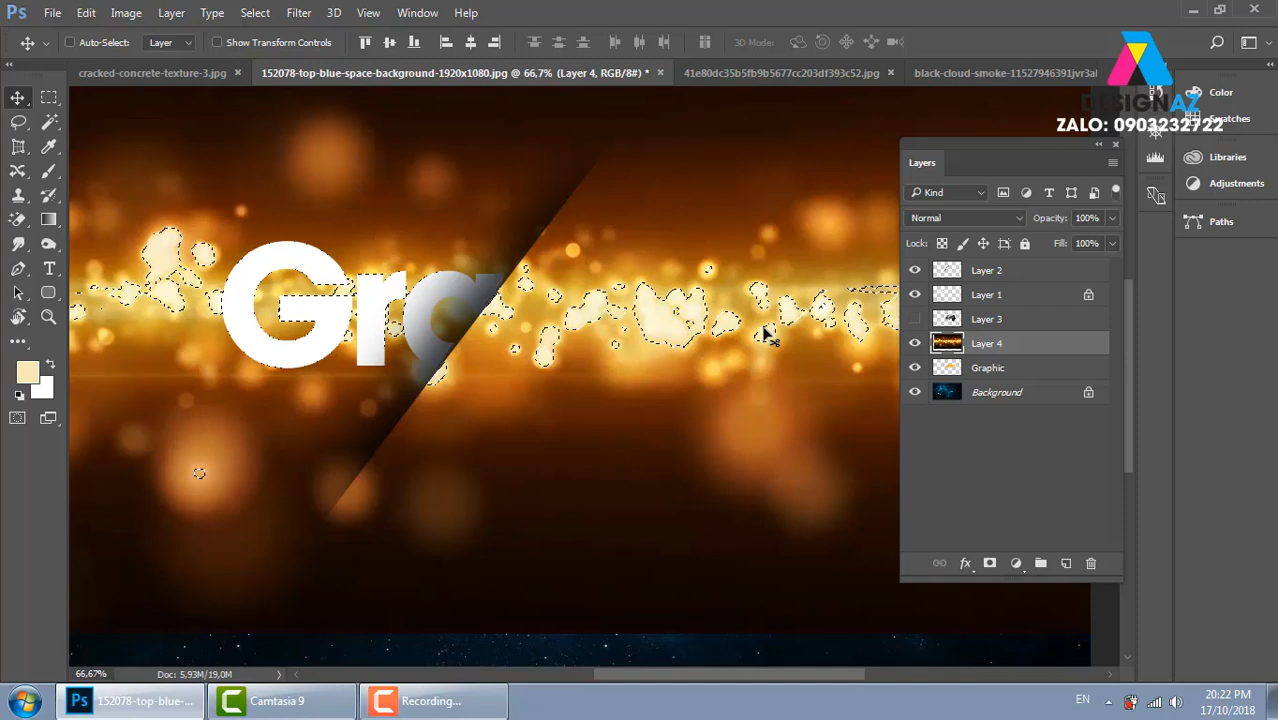 Ps File Edit Image Layer Type Select Filter 3D View Window Help
Auto-Select: Layer Show Transform Controls 3D Mode:
cracked-concrete-texture-3.jpg × 152078-top-blue-space-background-1920x1080.jpg @ 66,7% (Layer 4, RGB/8#) * × 41e80dc35b5fb9b5677cc203df393c52.jpg × black-cloud-smoke-11527946391jvr3al
DESIGNAZ
ZALO: 0903232722
Color
Swatches
Libraries
Adjustments
Paths
Layers
Kind
Normal Opacity: 100%
Lock: Fill: 100%
Layer 2
Layer 1
Layer 3
Layer 4
Graphic
Background
fx
Gra
66,67% Doc: 5,93M/19,0M
Ps 152078-top-blue-... Camtasia 9 Recording... EN 20:22 PM
17/10/2018